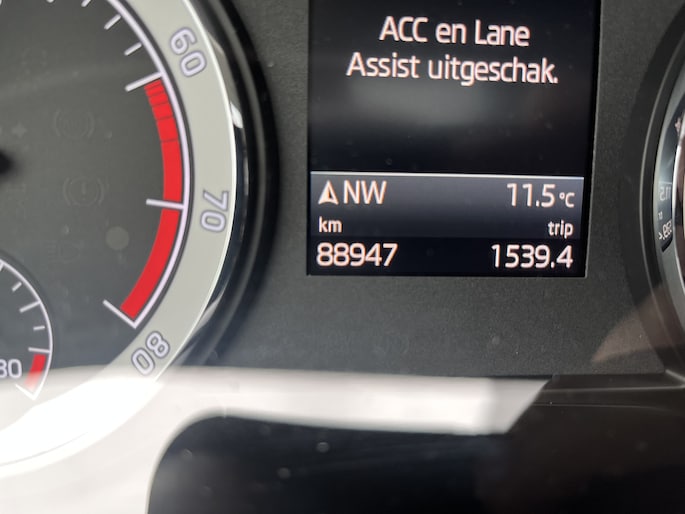 ACC en Lane
Assist uitgeschak.
NW 11.5 °C
km trip
88947 1539.4
60
70
80